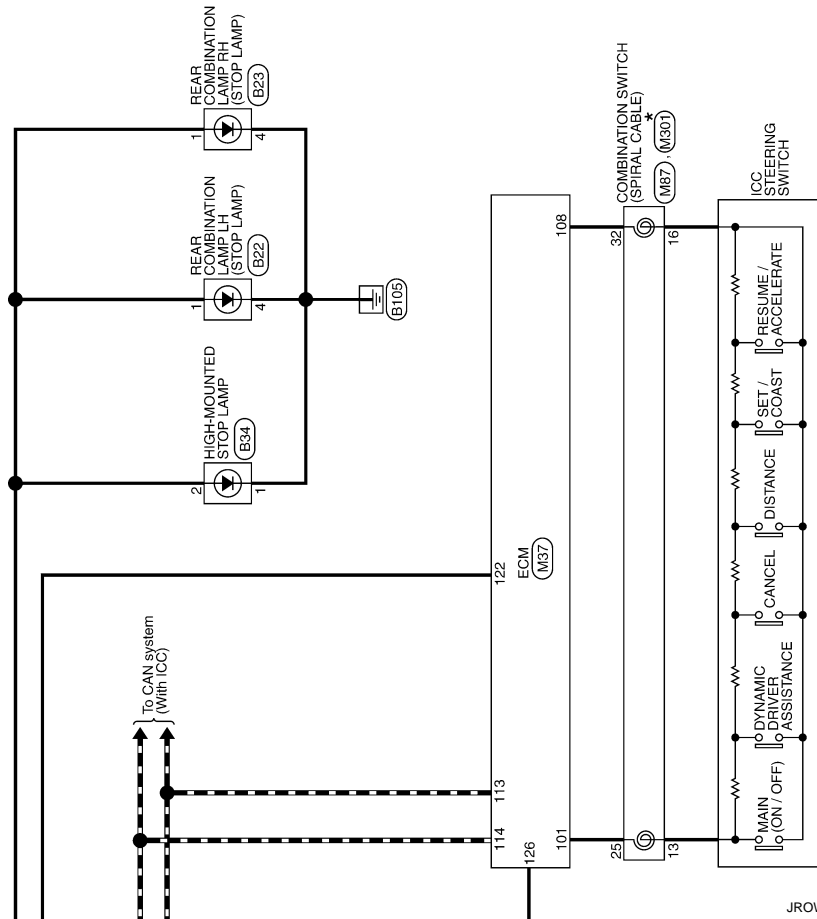 REAR
COMBINATION
LAMP RH
(STOP LAMP)
B23
1
4
REAR
COMBINATION
LAMP LH
(STOP LAMP)
B22
1
4
B105
HIGH-MOUNTED
STOP LAMP
B34
2
1
To CAN system
(With ICC)
122
113
114
ECM
M37
126
108
101
COMBINATION SWITCH
(SPIRAL CABLE)
*
M87 , M301
32
16
25
13
ICC
STEERING
SWITCH
RESUME /
ACCELERATE
SET /
COAST
DISTANCE
CANCEL
DYNAMIC
DRIVER
ASSISTANCE
MAIN
(ON / OFF)